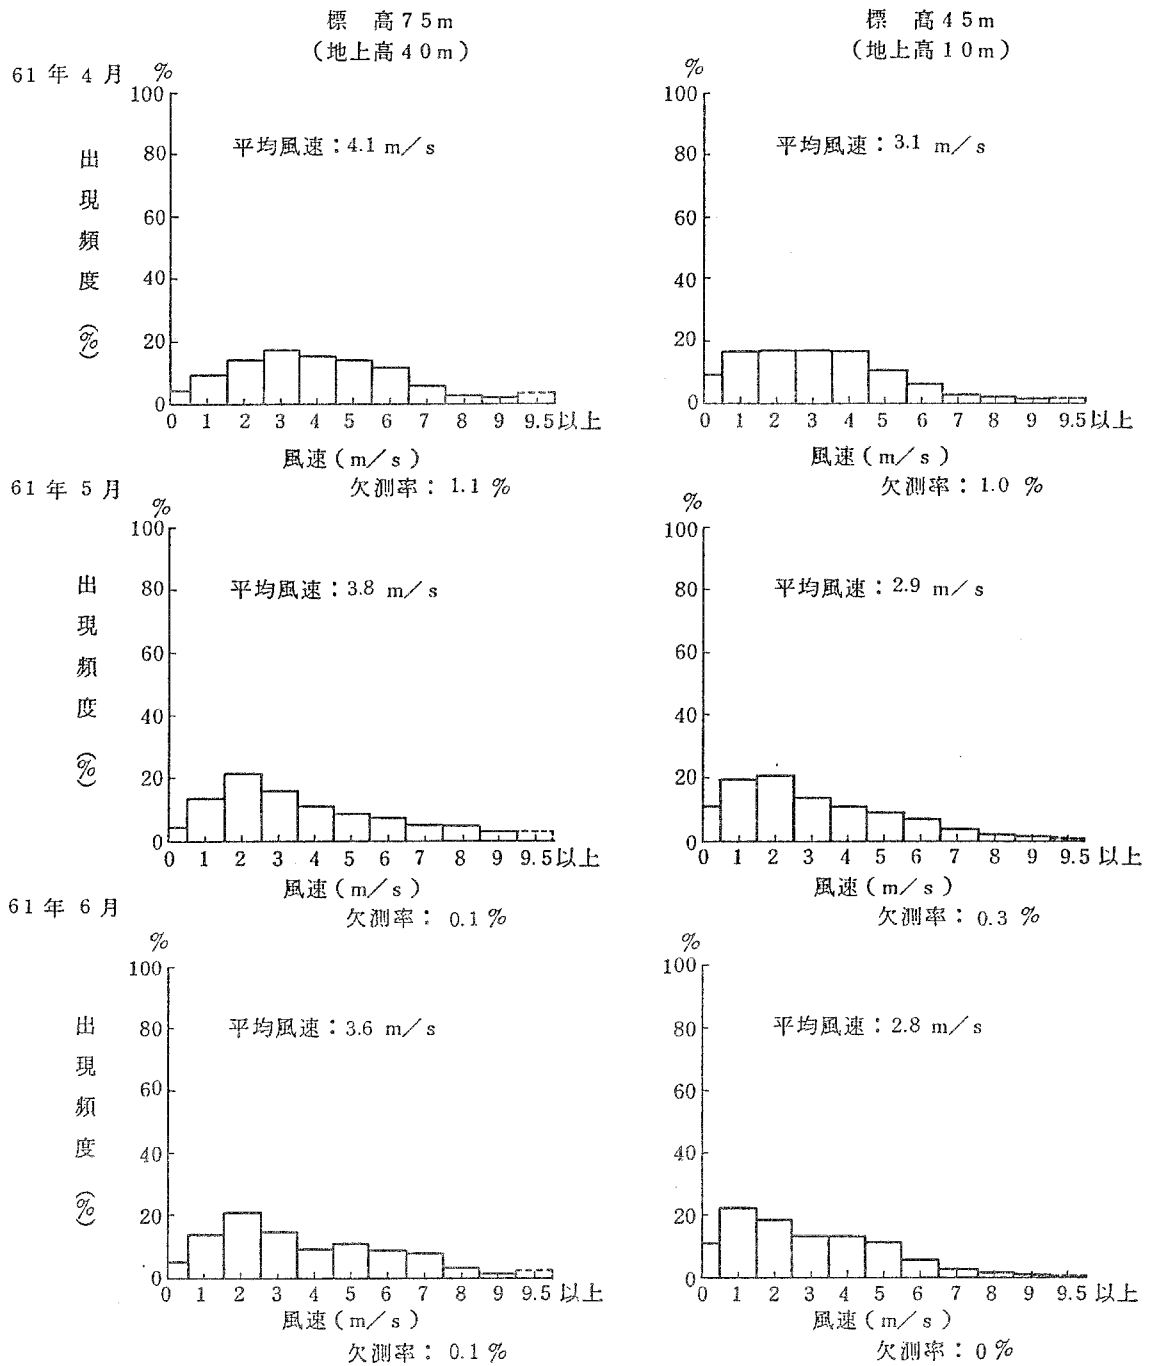 標 高75m
(地上高40m)
標 高45m
(地上高10m)
61年4月
%
100
80
60
40
20
0
出現頻度(%)
平均風速:4.1 m/s
0 1 2 3 4 5 6 7 8 9 9.5以上
風速(m/s)
欠測率:1.1 %
%
100
80
60
40
20
0
平均風速:3.1 m/s
0 1 2 3 4 5 6 7 8 9 9.5以上
風速(m/s)
欠測率:1.0 %
61年5月
%
100
80
60
40
20
0
出現頻度(%)
平均風速:3.8 m/s
0 1 2 3 4 5 6 7 8 9 9.5以上
風速(m/s)
欠測率:0.1 %
%
100
80
60
40
20
0
平均風速:2.9 m/s
0 1 2 3 4 5 6 7 8 9 9.5以上
風速(m/s)
欠測率:0.3 %
61年6月
%
100
80
60
40
20
0
出現頻度(%)
平均風速:3.6 m/s
0 1 2 3 4 5 6 7 8 9 9.5以上
風速(m/s)
欠測率:0.1 %
%
100
80
60
40
20
0
平均風速:2.8 m/s
0 1 2 3 4 5 6 7 8 9 9.5以上
風速(m/s)
欠測率:0 %